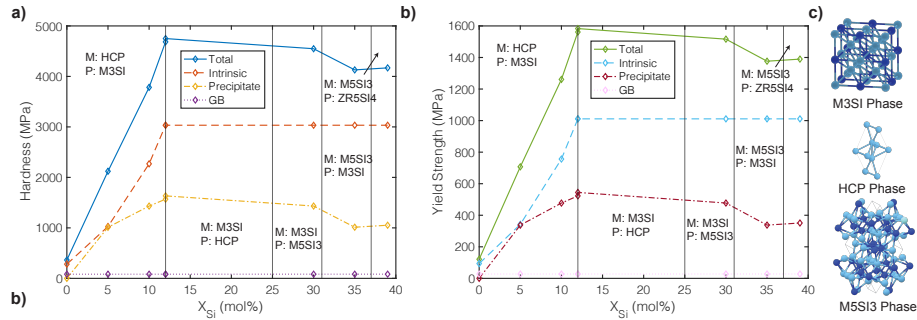 a)
Hardness (MPa)
5000
4000
3000
2000
1000
0
0
5
10
15
20
25
30
35
40
X_Si (mol%)
M: HCP
P: M3SI
Total
Intrinsic
Precipitate
GB
M: M5SI3
P: ZR5SI4
M: M5SI3
P: M3SI
M: M3SI
P: HCP
M: M3SI
P: M5SI3
b)
b)
Yield Strength (MPa)
1600
1400
1200
1000
800
600
400
200
0
0
5
10
15
20
25
30
35
40
X_Si (mol%)
M: HCP
P: M3SI
Total
Intrinsic
Precipitate
GB
M: M5SI3
P: ZR5SI4
M: M5SI3
P: M3SI
M: M3SI
P: HCP
M: M3SI
P: M5SI3
c)
M3SI Phase
HCP Phase
M5SI3 Phase